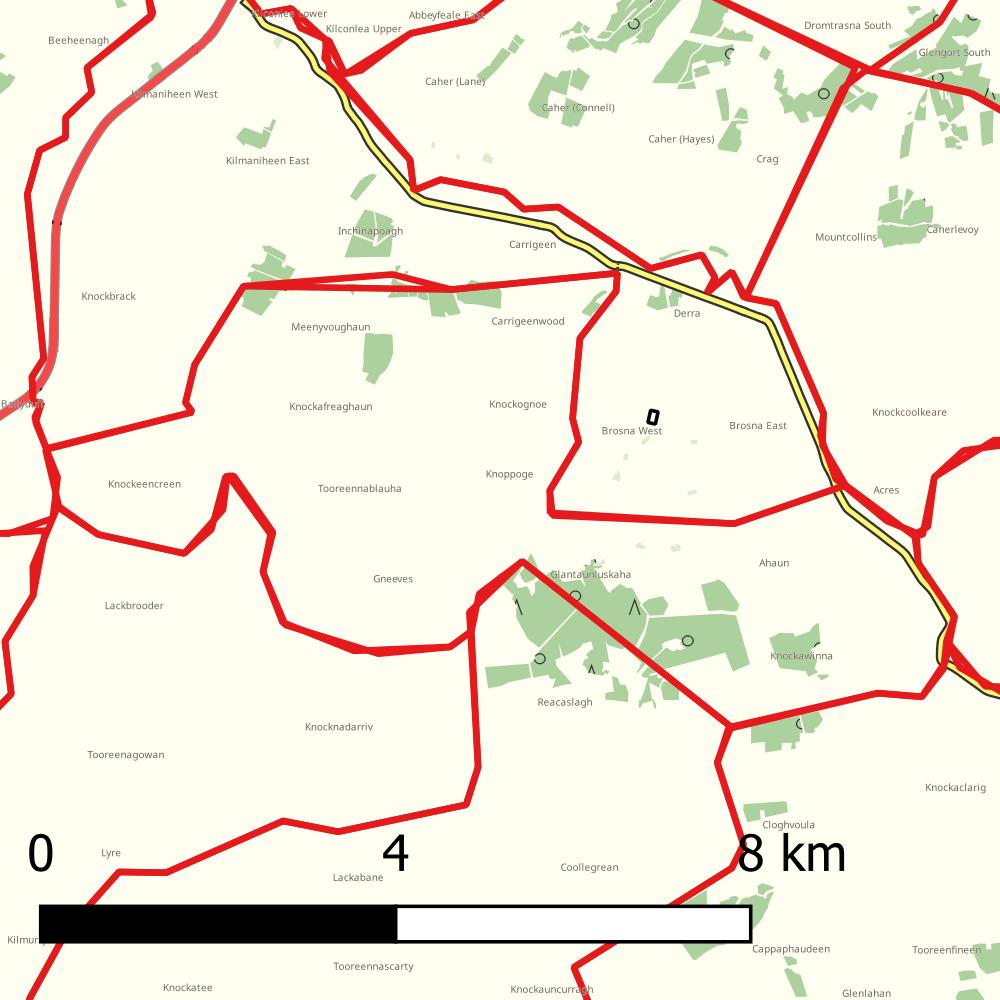 Kilconlea Lower
Abbeyfeale East
Dromtrasna South
Kilconlea Upper
Beeheenagh
Glengort South
Caher (Lane)
Kilmaniheen West
Caher (Connell)
Caher (Hayes)
Crag
Kilmaniheen East
Inchinapoagh
Caherlevoy
Mountcollins
Carrigeen
Knockbrack
Derra
Carrigeenwood
Meenyvoughaun
Knockafreaghaun
Knockognoe
Knockcoolkeare
Brosna East
Brosna West
Knoppoge
Knockeencreen
Tooreennablauha
Acres
Ahaun
Glantaunluskaha
Gneeves
Lackbrooder
Knockawinna
Reacaslagh
Knocknadarriv
Tooreenagowan
Knockaclarig
Cloghvoula
0 4 8 km
Lyre
Coollegrean
Lackabane
Cappaphaudeen
Tooreenfineen
Tooreennascarty
Knockatee
Knockauncurragh
Glenlahan